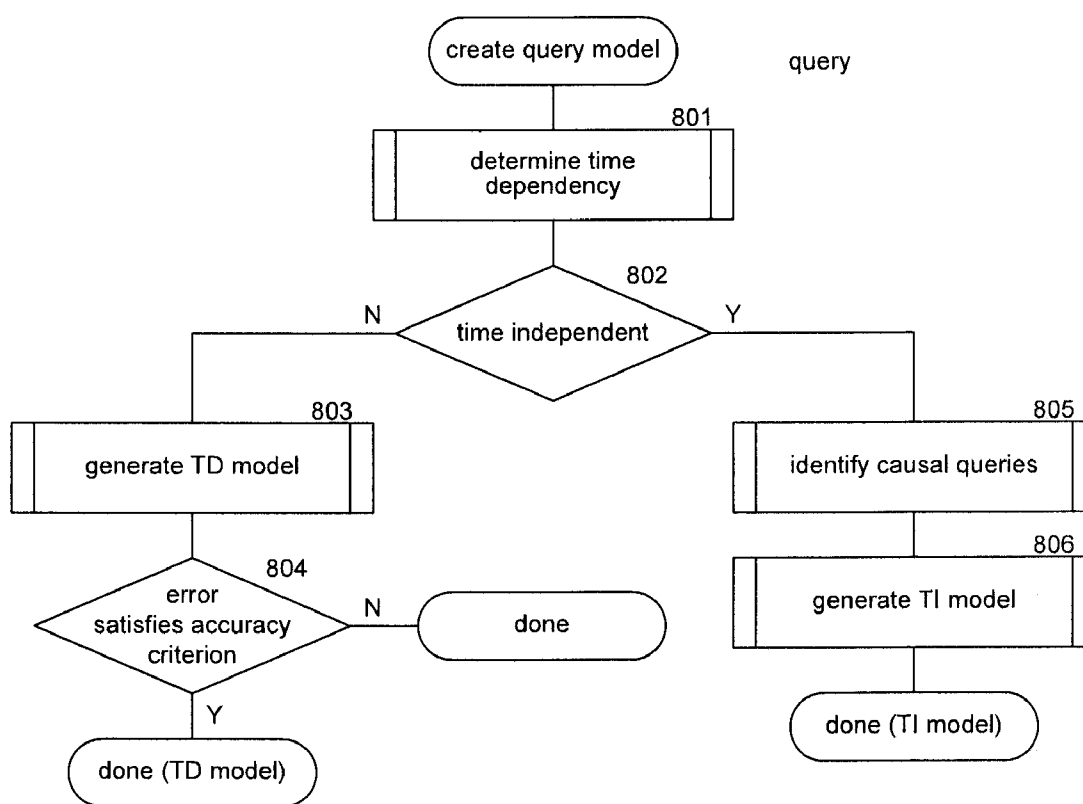 create query model
query
801
determine time
dependency
802
N
time independent
Y
803
generate TD model
805
identify causal queries
804
error
satisfies accuracy
criterion
N
done
806
generate TI model
Y
done (TD model)
done (TI model)